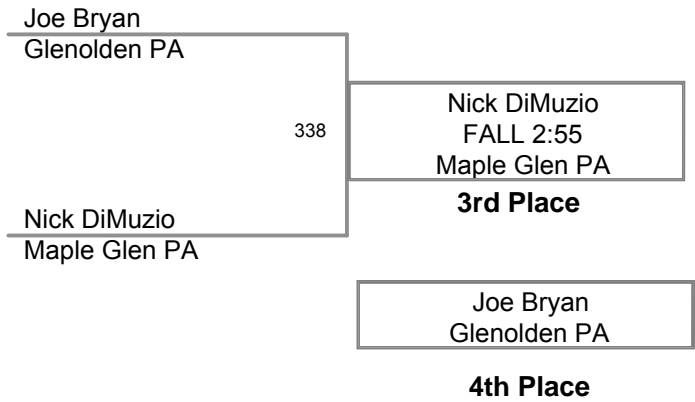 Joe Bryan
Glenolden PA
338
Nick DiMuzio
FALL 2:55
Maple Glen PA
3rd Place
Nick DiMuzio
Maple Glen PA
Joe Bryan
Glenolden PA
4th Place